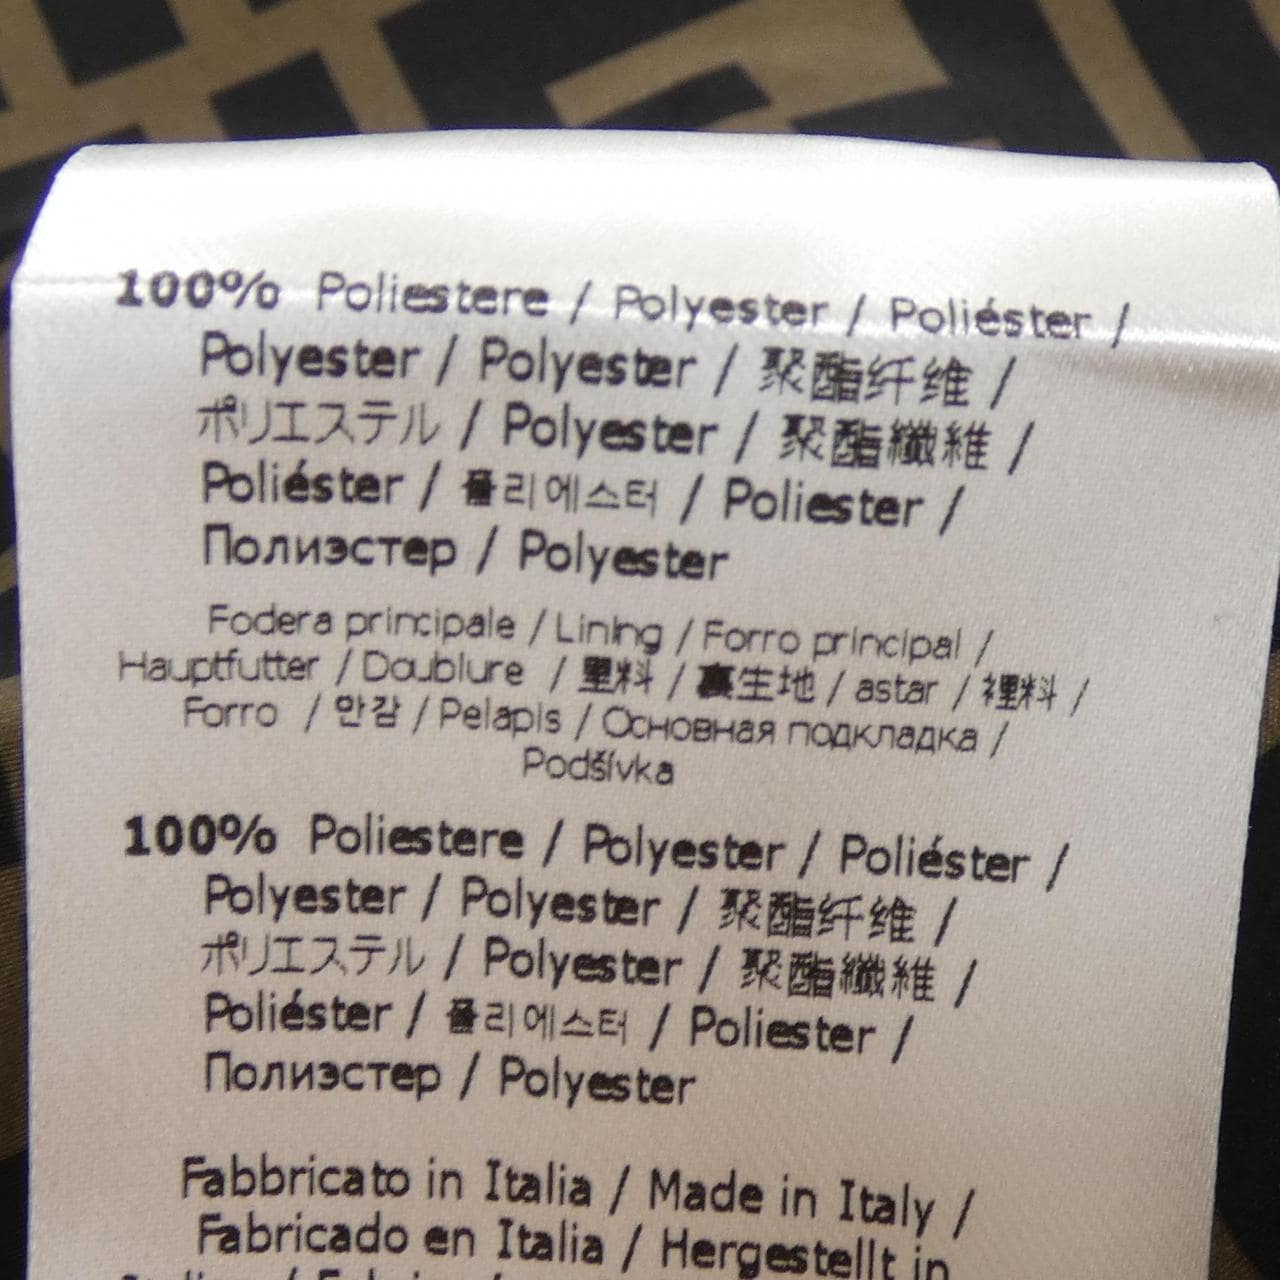 100% Poliestere / Polyester / Poliéster /
Polyester / Polyester / 聚酯纤维 /
ポリエステル / Polyester / 聚酯纖維 /
Poliéster / 폴리에스터 / Poliester /
Полиэстер / Polyester
Fodera principale / Lining / Forro principal /
Hauptfutter / Doublure / 里料 / 裏生地 / astar / 裡料 /
Forro / 안감 / Pelapis / Основная подкладка /
Podšívka
100% Poliestere / Polyester / Poliéster /
Polyester / Polyester / 聚酯纤维 /
ポリエステル / Polyester / 聚酯纖維 /
Poliéster / 폴리에스터 / Poliester /
Полиэстер / Polyester
Fabbricato in Italia / Made in Italy /
Fabricado en Italia / Hergestellt in